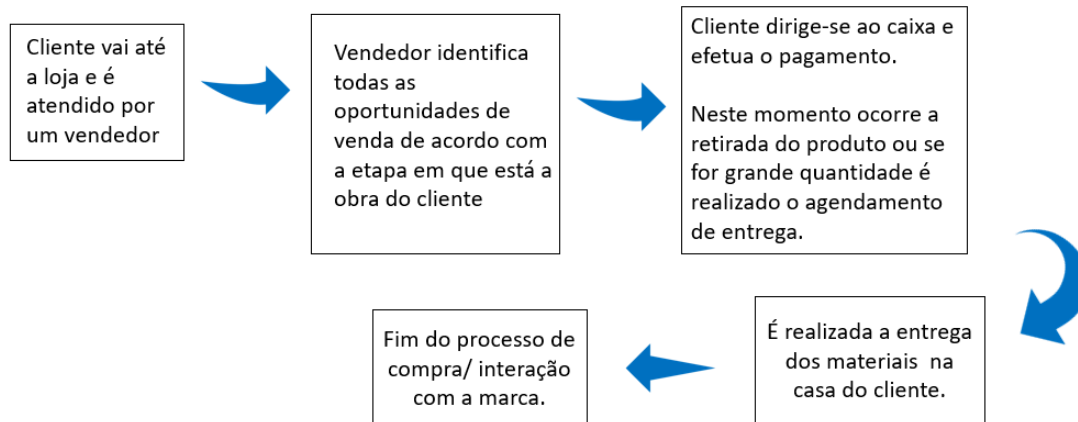 Cliente vai até
a loja e é
atendido por
um vendedor
Vendedor identifica
todas as
oportunidades de
venda de acordo com
a etapa em que está a
obra do cliente
Cliente dirige-se ao caixa e
efetua o pagamento.
Neste momento ocorre a
retirada do produto ou se
for grande quantidade é
realizado o agendamento
de entrega.
É realizada a entrega
dos materiais na
casa do cliente.
Fim do processo de
compra/ interação
com a marca.